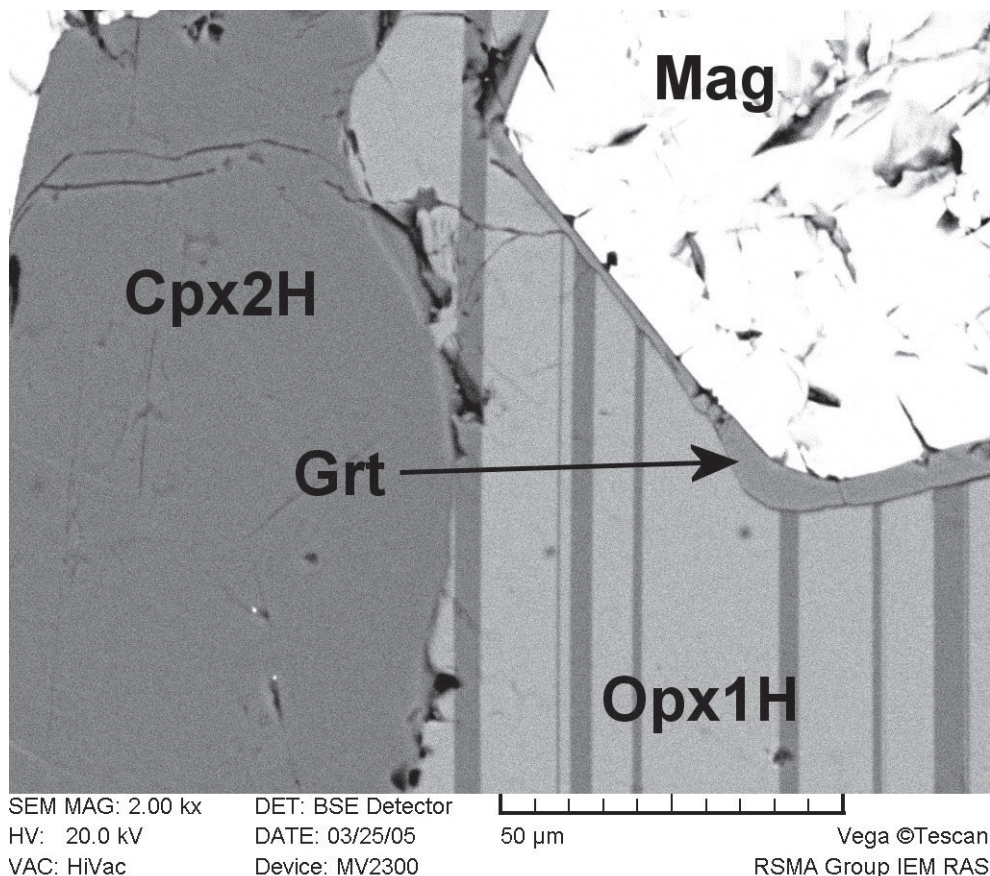 Mag
Cpx2H
Grt
Opx1H
SEM MAG: 2.00 kx DET: BSE Detector
HV: 20.0 kV DATE: 03/25/05 50 µm Vega ©Tescan
VAC: HiVac Device: MV2300 RSMA Group IEM RAS